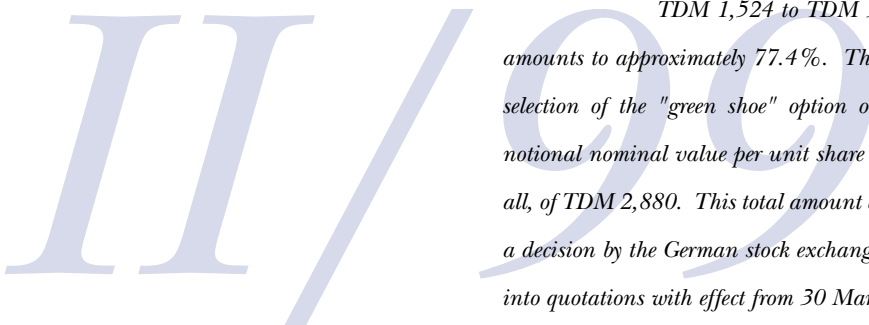 II/99
TDM 1,524 to TDM
amounts to approximately 77.4%. Th
selection of the "green shoe" option o
notional nominal value per unit share
all, of TDM 2,880. This total amount
a decision by the German stock exchang
into quotations with effect from 30 Mar